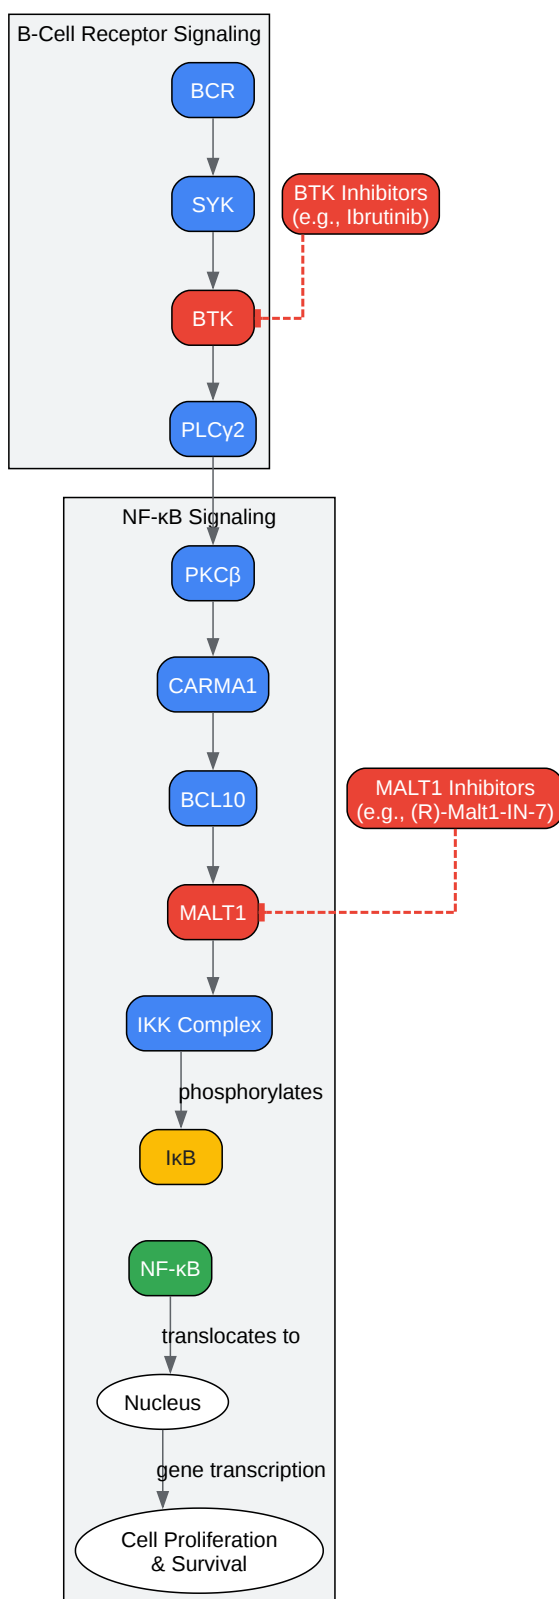 B-Cell Receptor Signaling
BCR
SYK
BTK Inhibitors
(e.g., Ibrutinib)
BTK
PLCγ2
NF-κB Signaling
PKCβ
CARMA1
BCL10
MALT1 Inhibitors
(e.g., (R)-Malt1-IN-7)
MALT1
IKK Complex
phosphorylates
IκB
NF-κB
translocates to
Nucleus
gene transcription
Cell Proliferation
& Survival